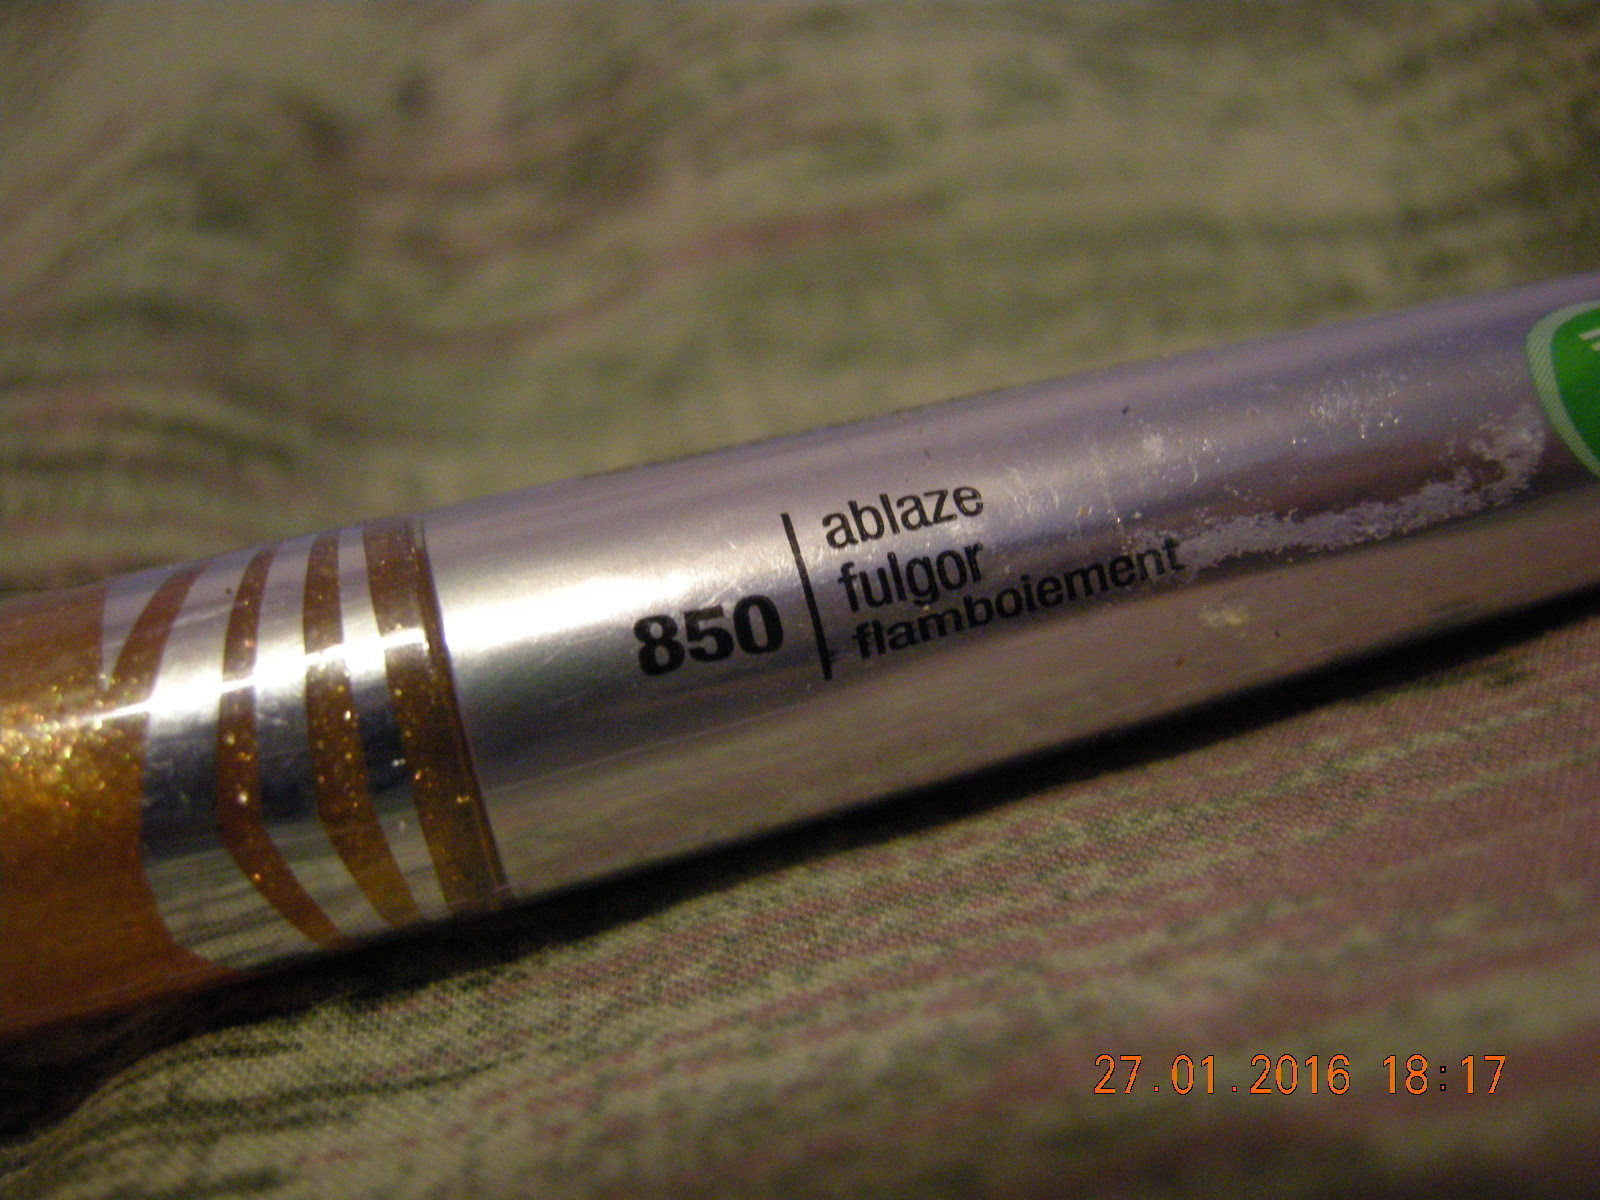 850
ablaze
fulgor
flamboiement
27.01.2016 18:17